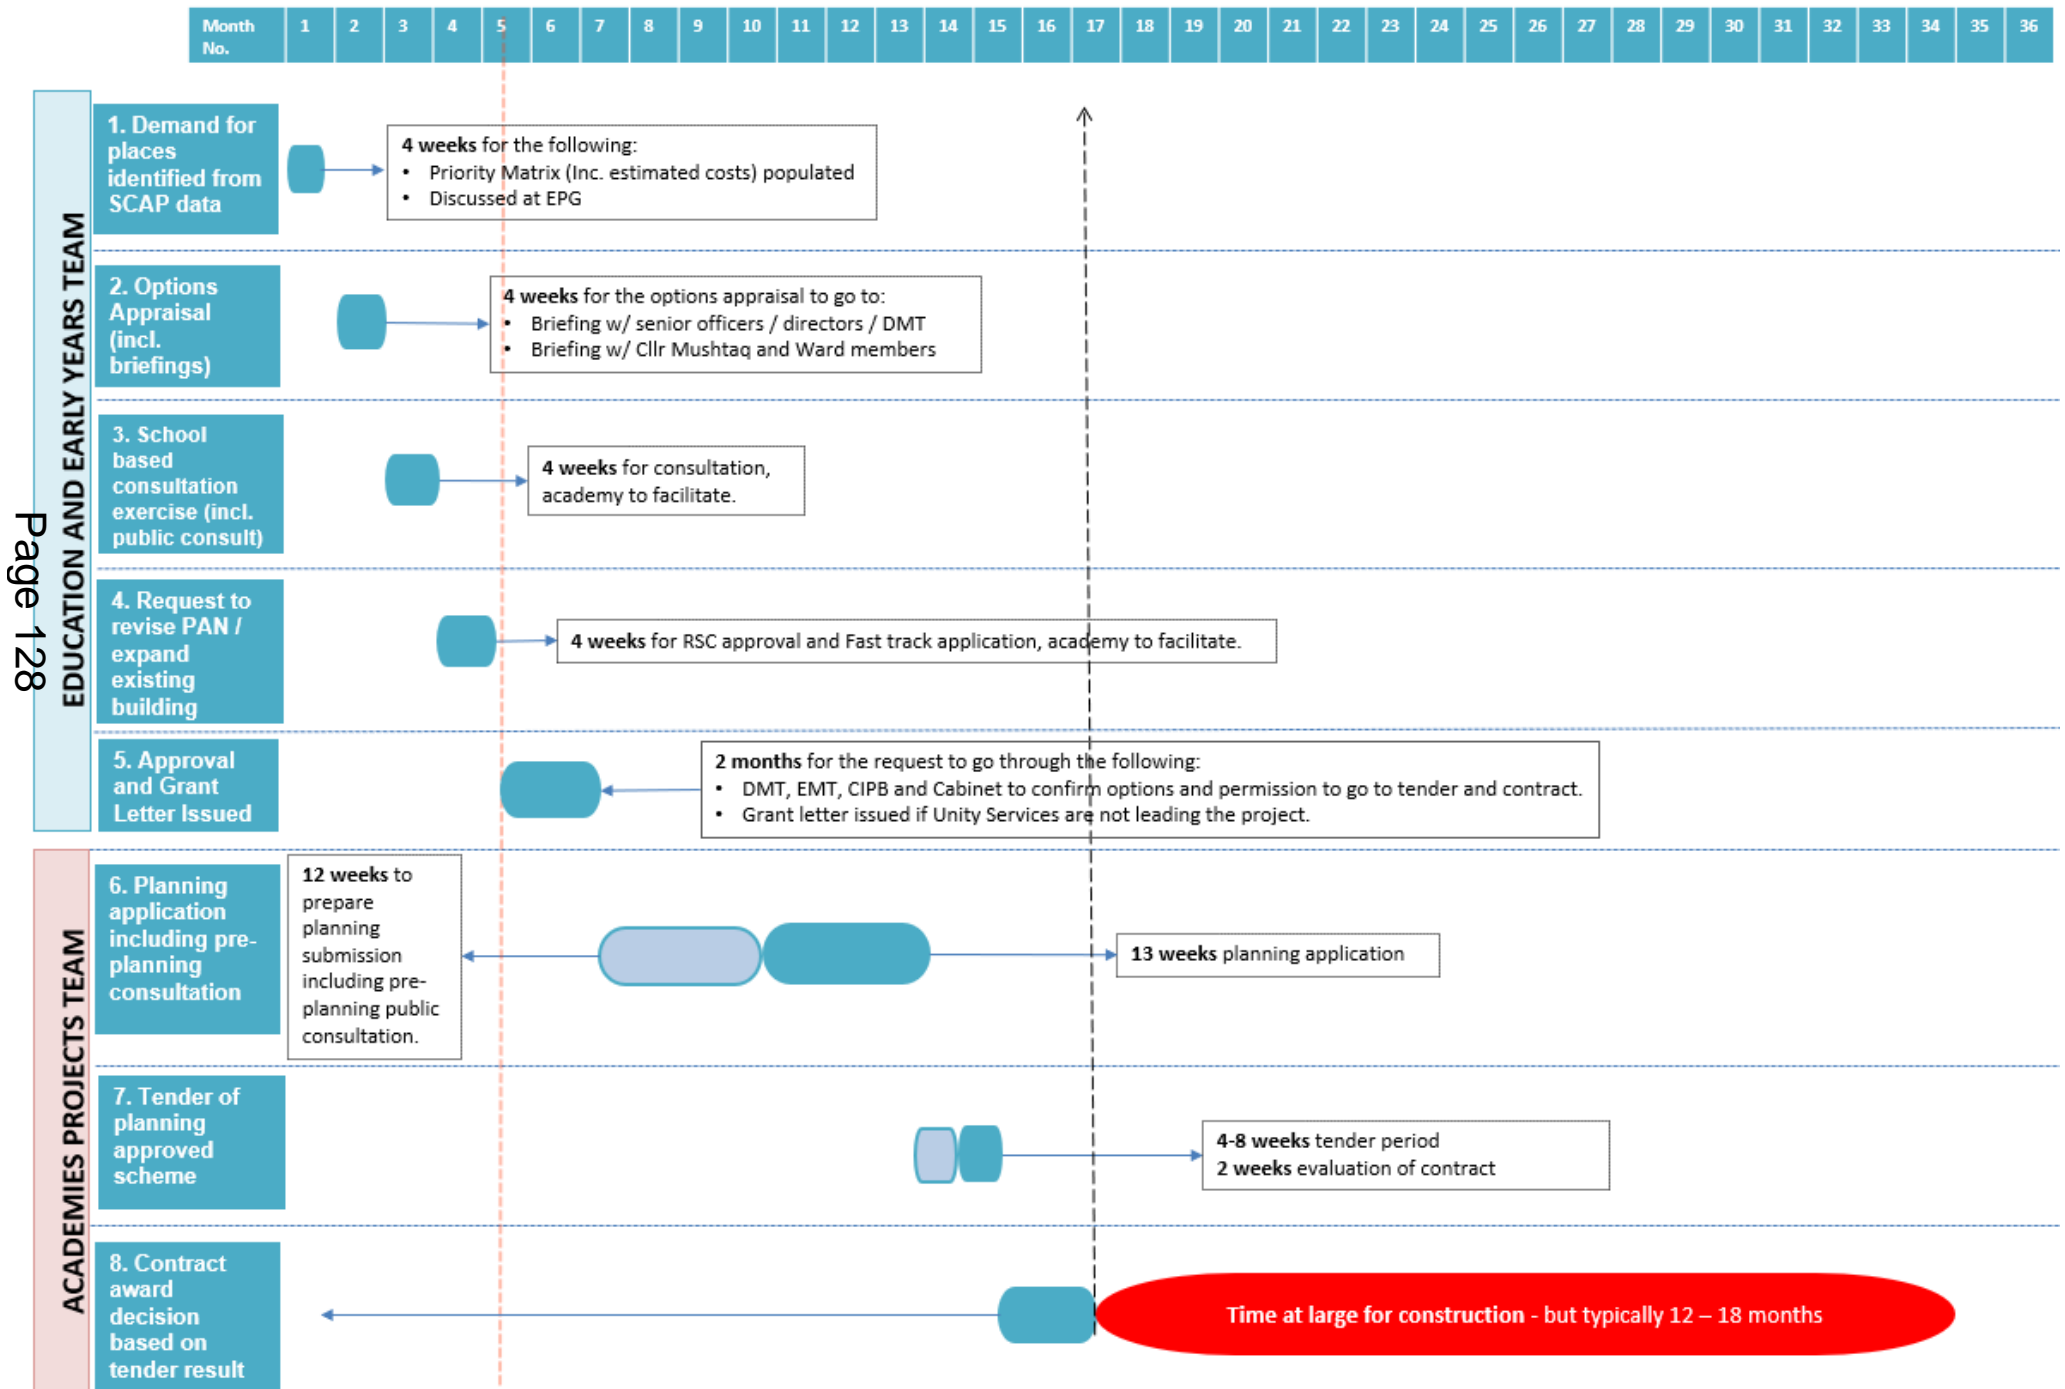 Month No. 1 2 3 4 5 6 7 8 9 10 11 12 13 14 15 16 17 18 19 20 21 22 23 24 25 26 27 28 29 30 31 32 33 34 35 36
Page 128
EDUCATION AND EARLY YEARS TEAM
1. Demand for
places
identified from
SCAP data
4 weeks for the following:
• Priority Matrix (Inc. estimated costs) populated
• Discussed at EPG
2. Options
Appraisal
(incl.
briefings)
4 weeks for the options appraisal to go to:
• Briefing w/ senior officers / directors / DMT
• Briefing w/ Cllr Mushtaq and Ward members
3. School
based
consultation
exercise (incl.
public consult)
4 weeks for consultation,
academy to facilitate.
4. Request to
revise PAN /
expand
existing
building
4 weeks for RSC approval and Fast track application, academy to facilitate.
5. Approval
and Grant
Letter Issued
2 months for the request to go through the following:
• DMT, EMT, CIPB and Cabinet to confirm options and permission to go to tender and contract.
• Grant letter issued if Unity Services are not leading the project.
ACADEMIES PROJECTS TEAM
6. Planning
application
including pre-
planning
consultation
12 weeks to
prepare
planning
submission
including pre-
planning public
consultation.
13 weeks planning application
7. Tender of
planning
approved
scheme
4-8 weeks tender period
2 weeks evaluation of contract
8. Contract
award
decision
based on
tender result
Time at large for construction - but typically 12 – 18 months